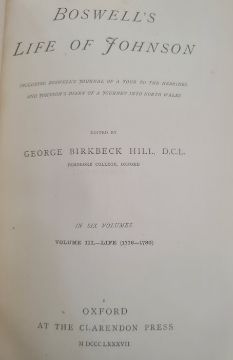 BOSWELL'S
LIFE OF JOHNSON
INCLUDING BOSWELL'S JOURNAL OF A TOUR TO THE HEBRIDES
AND JOHNSON'S DIARY OF A JOURNEY INTO NORTH WALES
EDITED BY
GEORGE BIRKBECK HILL, D.C.L.
PEMBROKE COLLEGE, OXFORD
IN SIX VOLUMES
VOLUME III.—LIFE (1776–1780)
OXFORD
AT THE CLARENDON PRESS
M DCCC LXXXVII